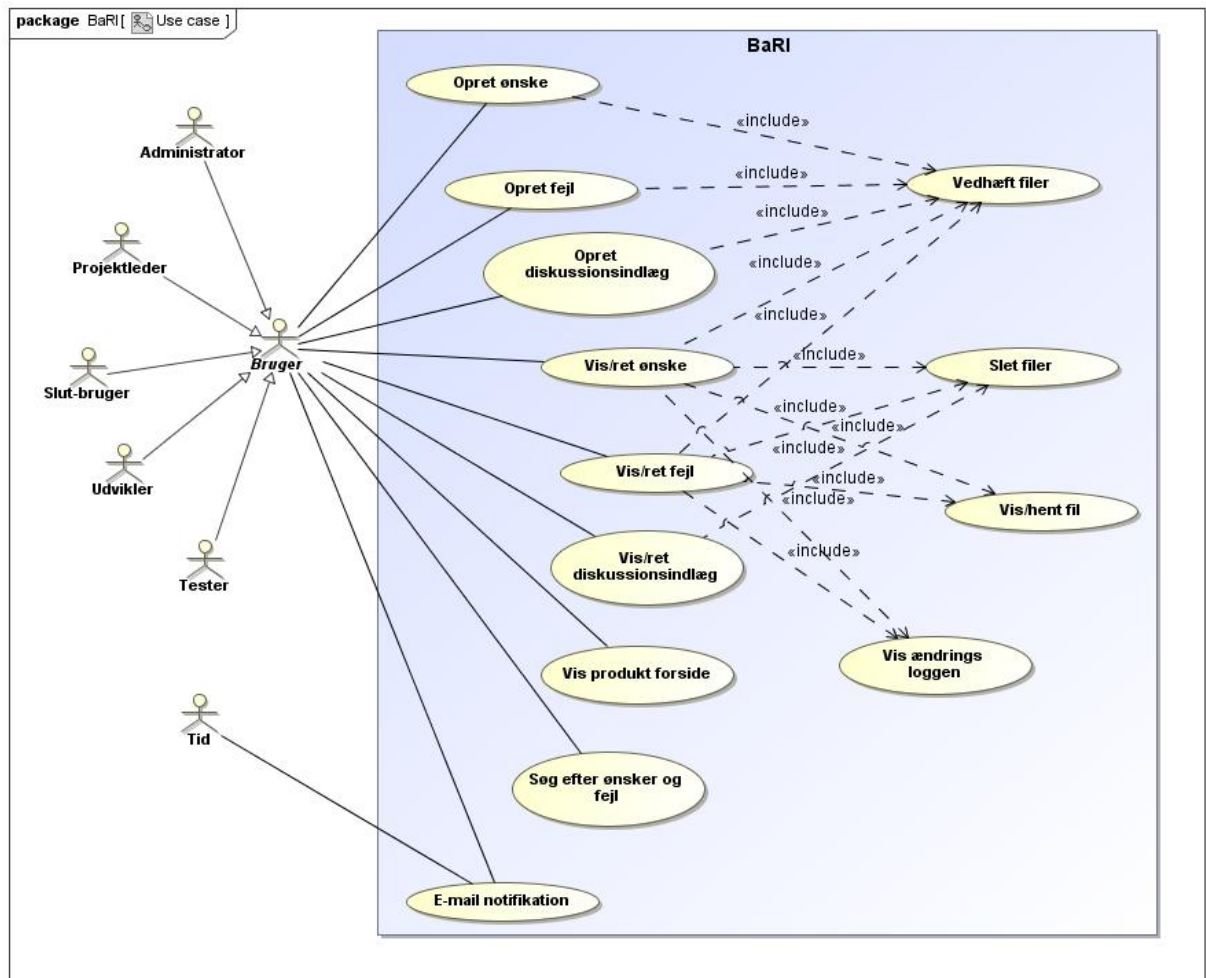 package BaRI [ Use case ]
BaRI
Opret ønske
«include»
Administrator
Opret fejl
«include»
Vedhæft filer
«include»
Projektleder
Opret
diskussionsindlæg
«include»
«include»
Bruger
Slut-bruger
Vis/ret ønske
«include»
Slet filer
«include»
«include»
«include»
Udvikler
Vis/ret fejl
«include»
«include»
Vis/hent fil
Tester
Vis/ret
diskussionsindlæg
«include»
Vis produkt forside
Vis ændrings
loggen
Tid
Søg efter ønsker og
fejl
E-mail notifikation